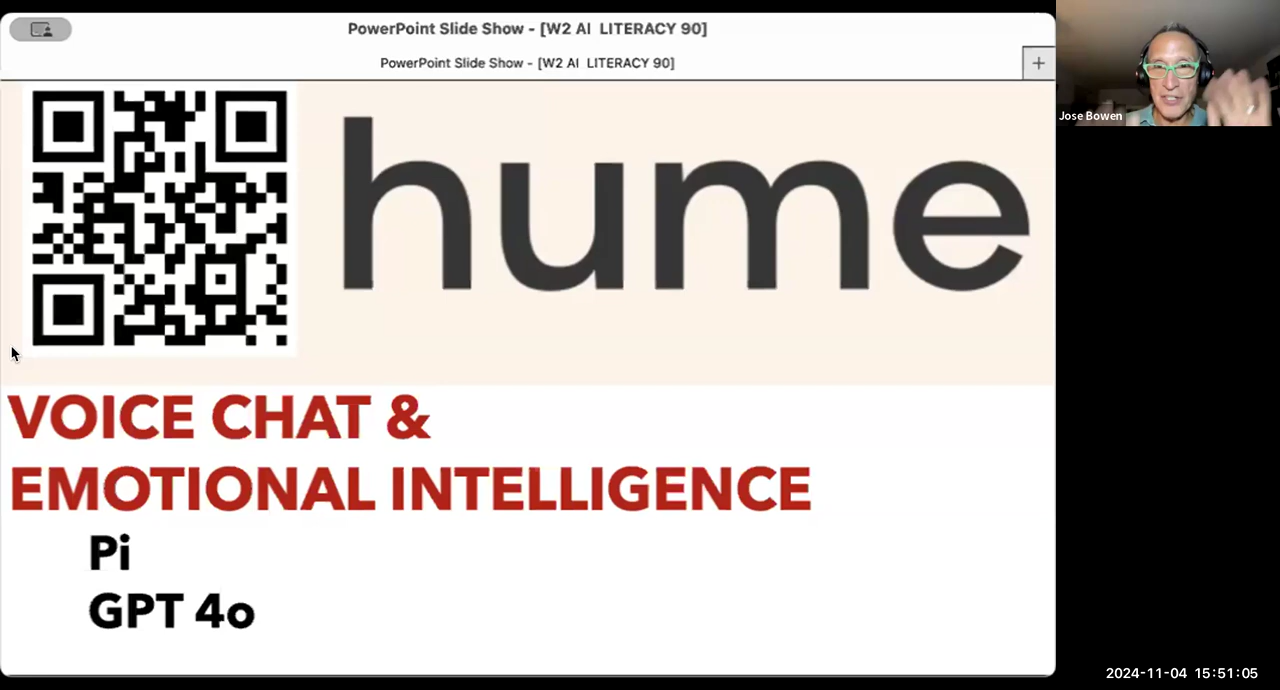 PowerPoint Slide Show - [W2 AI  LITERACY 90]
PowerPoint Slide Show - [W2 AI  LITERACY 90]
+
hume
Jose Bowen
VOICE CHAT &
EMOTIONAL INTELLIGENCE
Pi
GPT 4o
2024-11-04 15:51:05